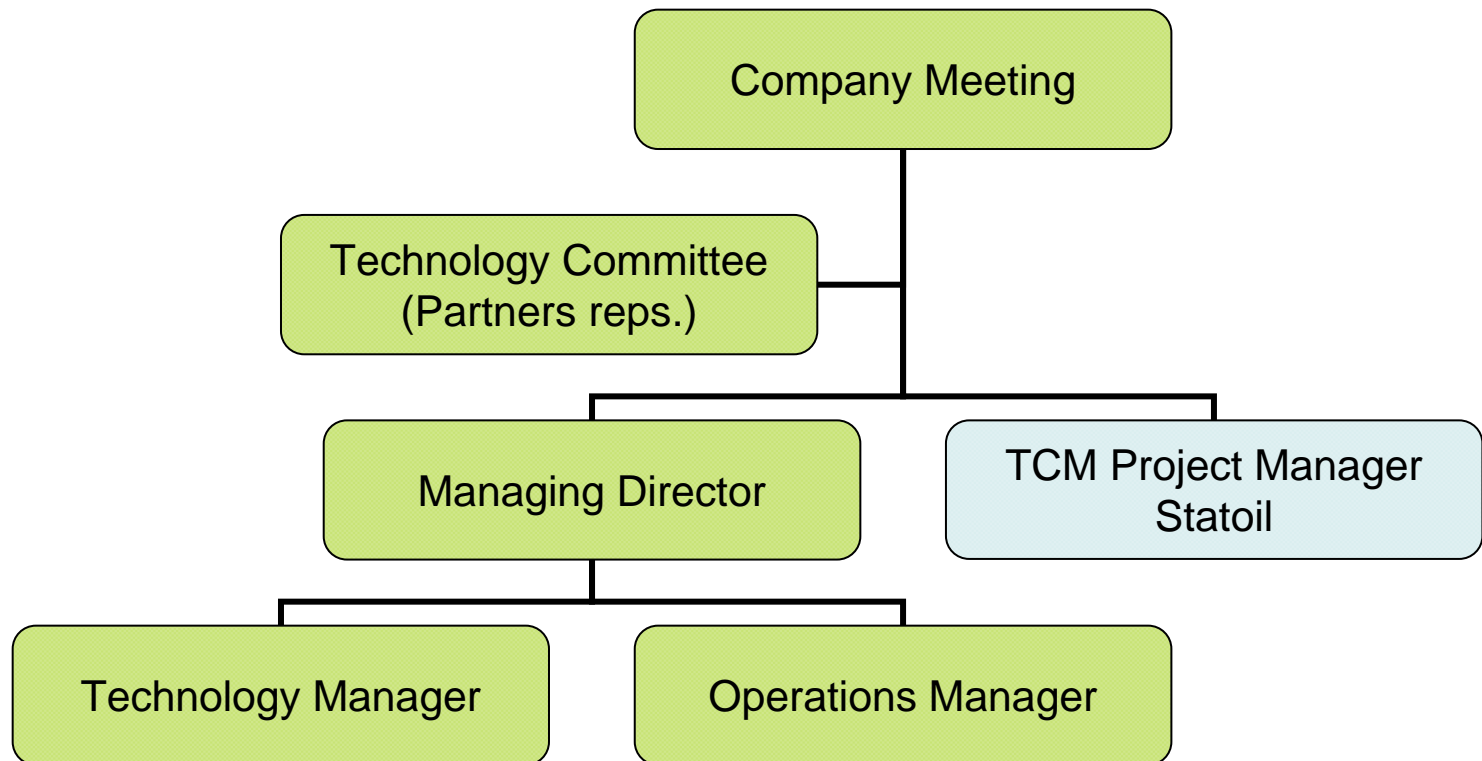 Company Meeting
Technology Committee
(Partners reps.)
Managing Director
TCM Project Manager
Statoil
Technology Manager
Operations Manager